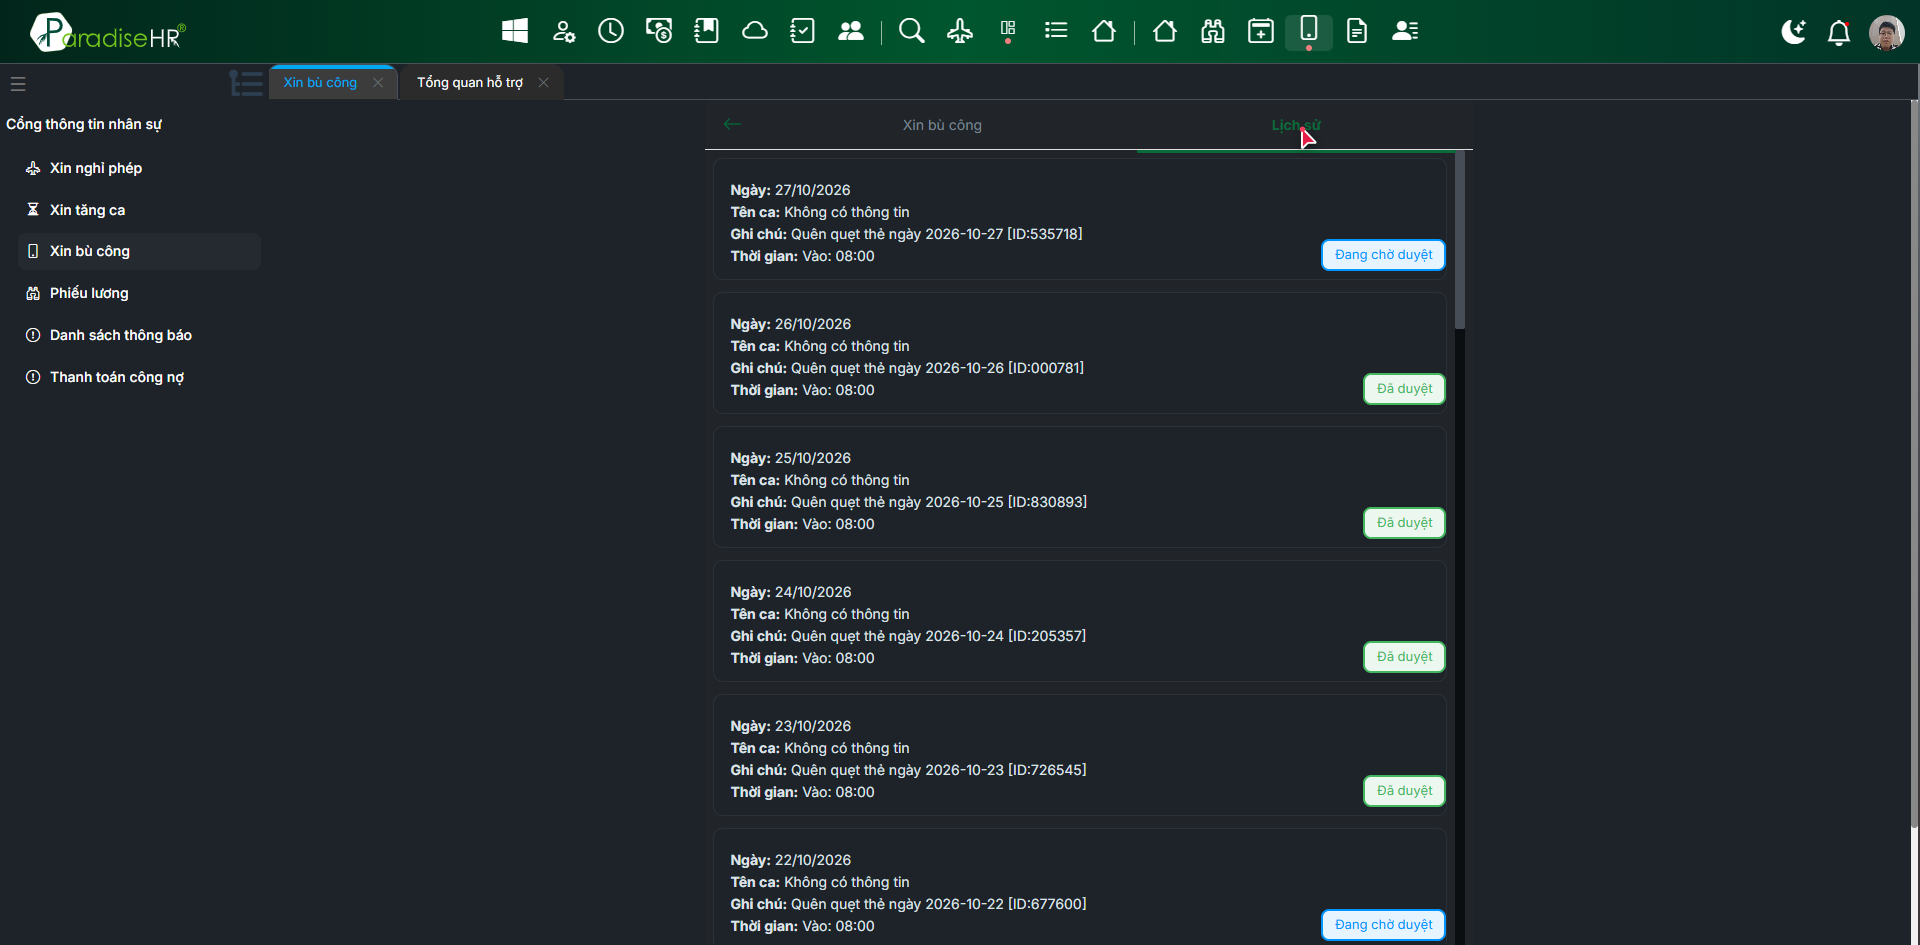 ParadiseHR®
Xin bù công
Tổng quan hỗ trợ
Cổng thông tin nhân sự
Xin nghỉ phép
Xin tăng ca
Xin bù công
Phiếu lương
Danh sách thông báo
Thanh toán công nợ
Xin bù công
Lịch sử
Ngày: 27/10/2026
Tên ca: Không có thông tin
Ghi chú: Quên quẹt thẻ ngày 2026-10-27 [ID:535718]
Thời gian: Vào: 08:00
Đang chờ duyệt
Ngày: 26/10/2026
Tên ca: Không có thông tin
Ghi chú: Quên quẹt thẻ ngày 2026-10-26 [ID:000781]
Thời gian: Vào: 08:00
Đã duyệt
Ngày: 25/10/2026
Tên ca: Không có thông tin
Ghi chú: Quên quẹt thẻ ngày 2026-10-25 [ID:830893]
Thời gian: Vào: 08:00
Đã duyệt
Ngày: 24/10/2026
Tên ca: Không có thông tin
Ghi chú: Quên quẹt thẻ ngày 2026-10-24 [ID:205357]
Thời gian: Vào: 08:00
Đã duyệt
Ngày: 23/10/2026
Tên ca: Không có thông tin
Ghi chú: Quên quẹt thẻ ngày 2026-10-23 [ID:726545]
Thời gian: Vào: 08:00
Đã duyệt
Ngày: 22/10/2026
Tên ca: Không có thông tin
Ghi chú: Quên quẹt thẻ ngày 2026-10-22 [ID:677600]
Thời gian: Vào: 08:00
Đang chờ duyệt